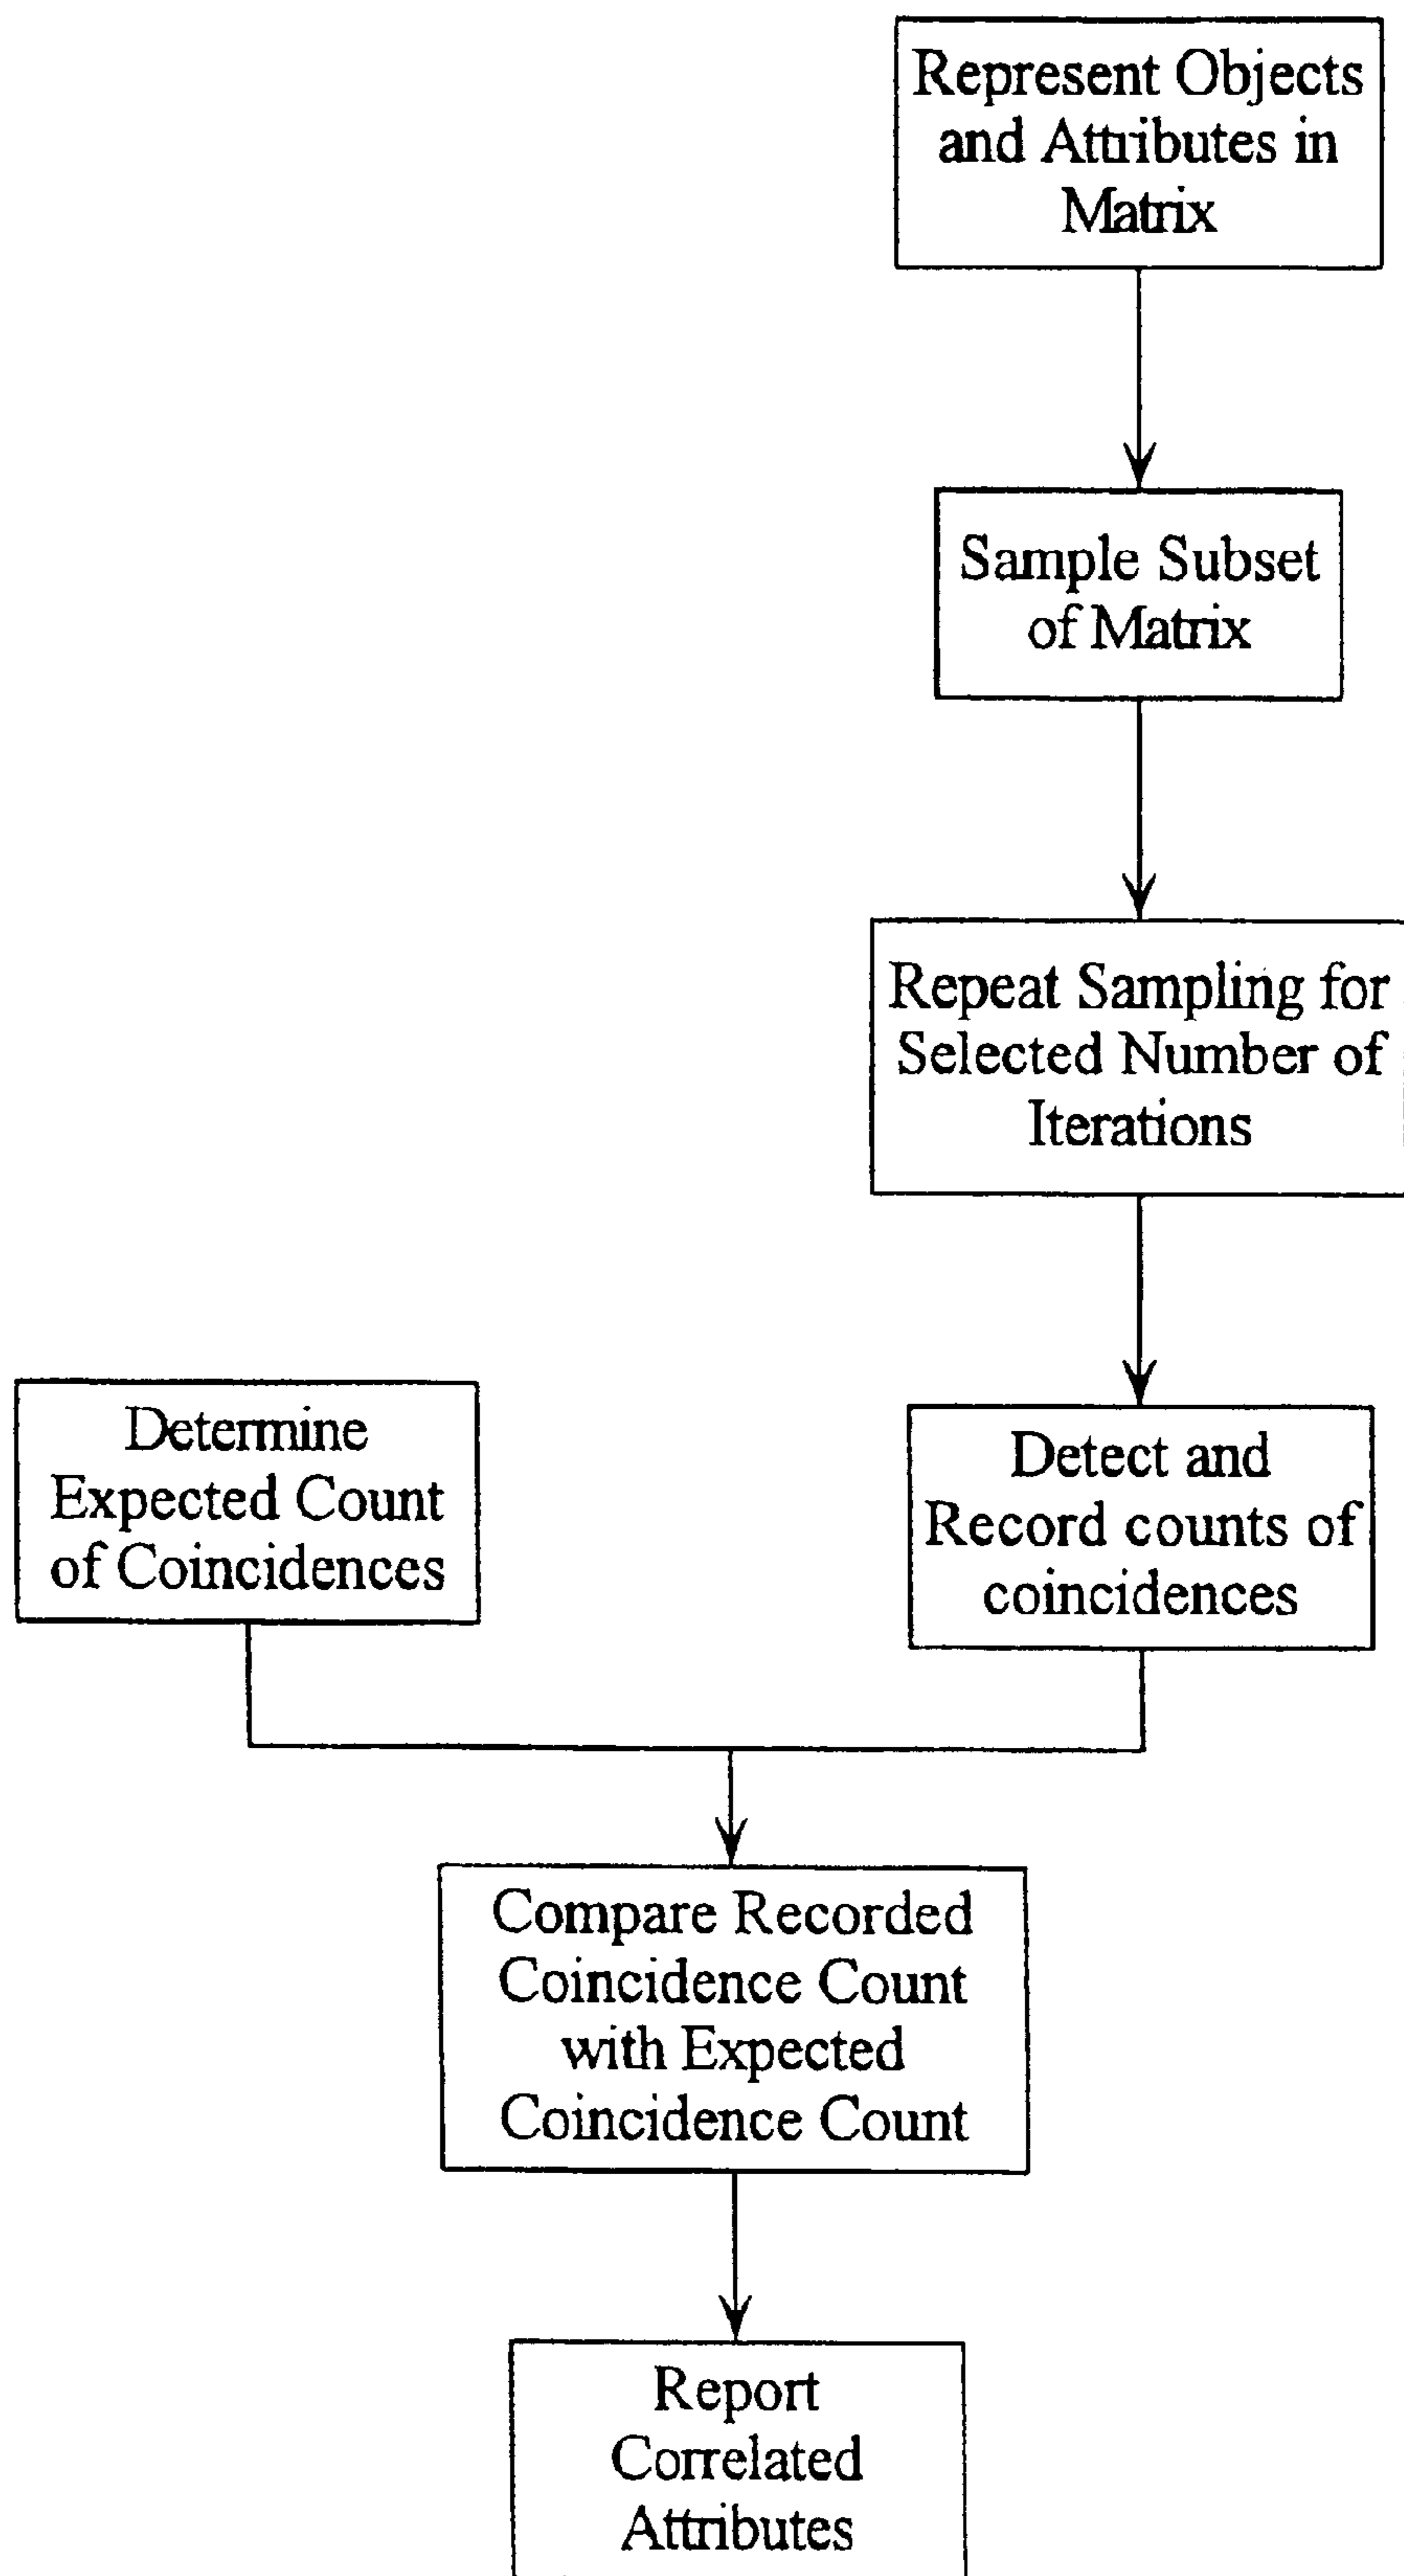 Represent Objects
and Attributes in
Matrix
Sample Subset
of Matrix
Repeat Sampling for
Selected Number of
Iterations
Determine
Expected Count
of Coincidences
Detect and
Record counts of
coincidences
Compare Recorded
Coincidence Count
with Expected
Coincidence Count
Report
Correlated
Attributes